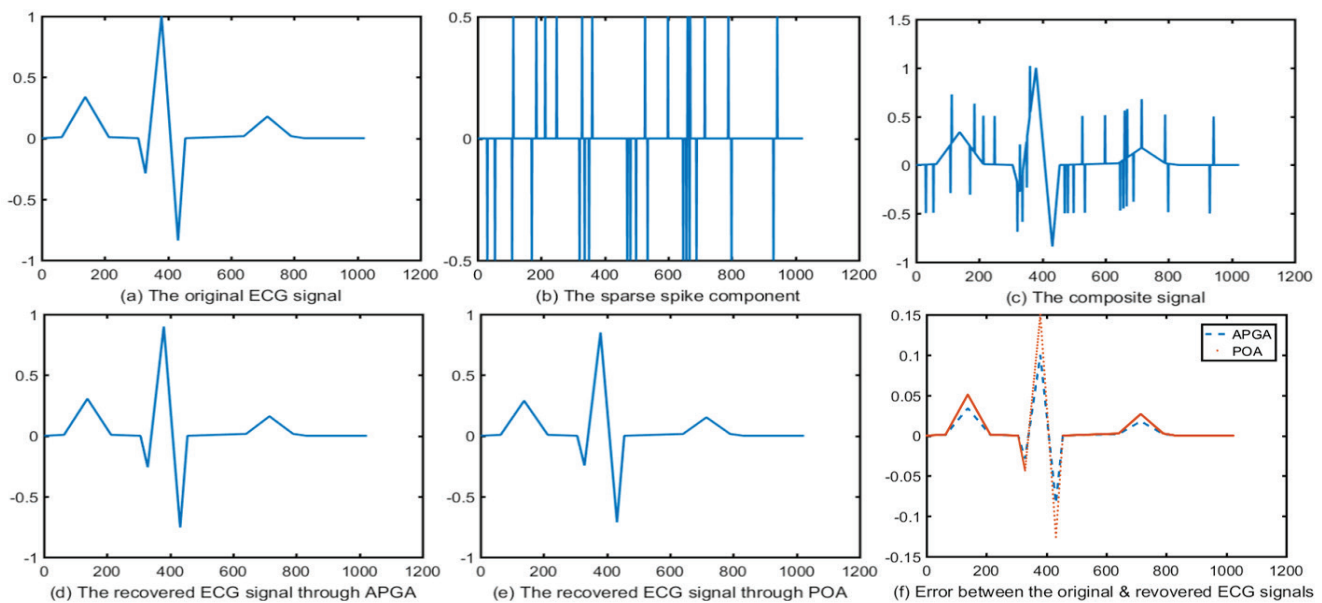 1
0.5
0
-0.5
-1
0 200 400 600 800 1000 1200
(a) The original ECG signal
0.5
0
-0.5
0 200 400 600 800 1000 1200
(b) The sparse spike component
1.5
1
0.5
0
-0.5
-1
0 200 400 600 800 1000 1200
(c) The composite signal
1
0.5
0
-0.5
-1
0 200 400 600 800 1000 1200
(d) The recovered ECG signal through APGA
1
0.5
0
-0.5
-1
0 200 400 600 800 1000 1200
(e) The recovered ECG signal through POA
0.15
0.1
0.05
0
-0.05
-0.1
-0.15
APGA
POA
0 200 400 600 800 1000 1200
(f) Error between the original & revovered ECG signals